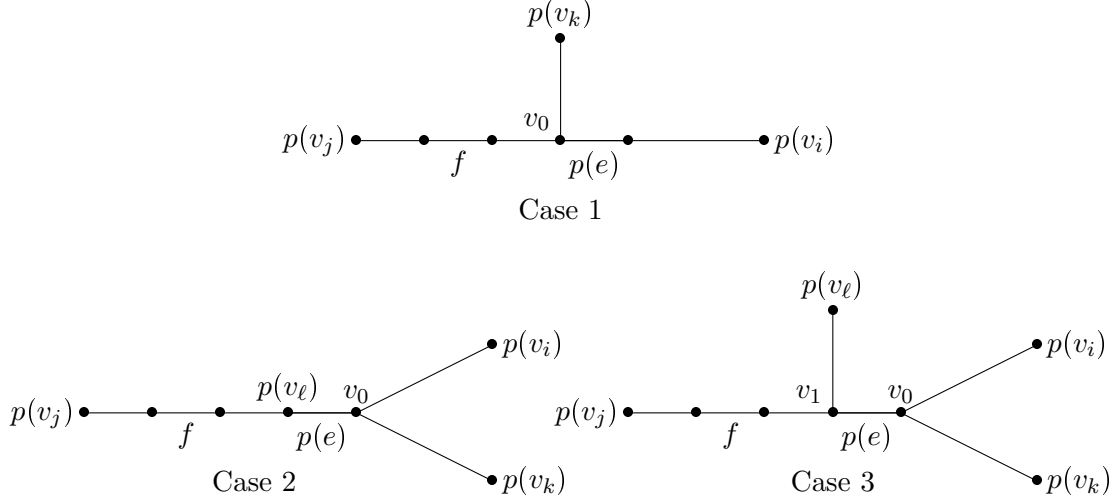 p(v_k)
p(v_j) v_0 p(v_i)
f p(e)
Case 1
p(v_ℓ)
p(v_j) p(v_ℓ) v_0 p(v_i)
f p(e)
p(v_k)
Case 2
p(v_j) v_1 v_0 p(v_i)
f p(e)
p(v_k)
Case 3